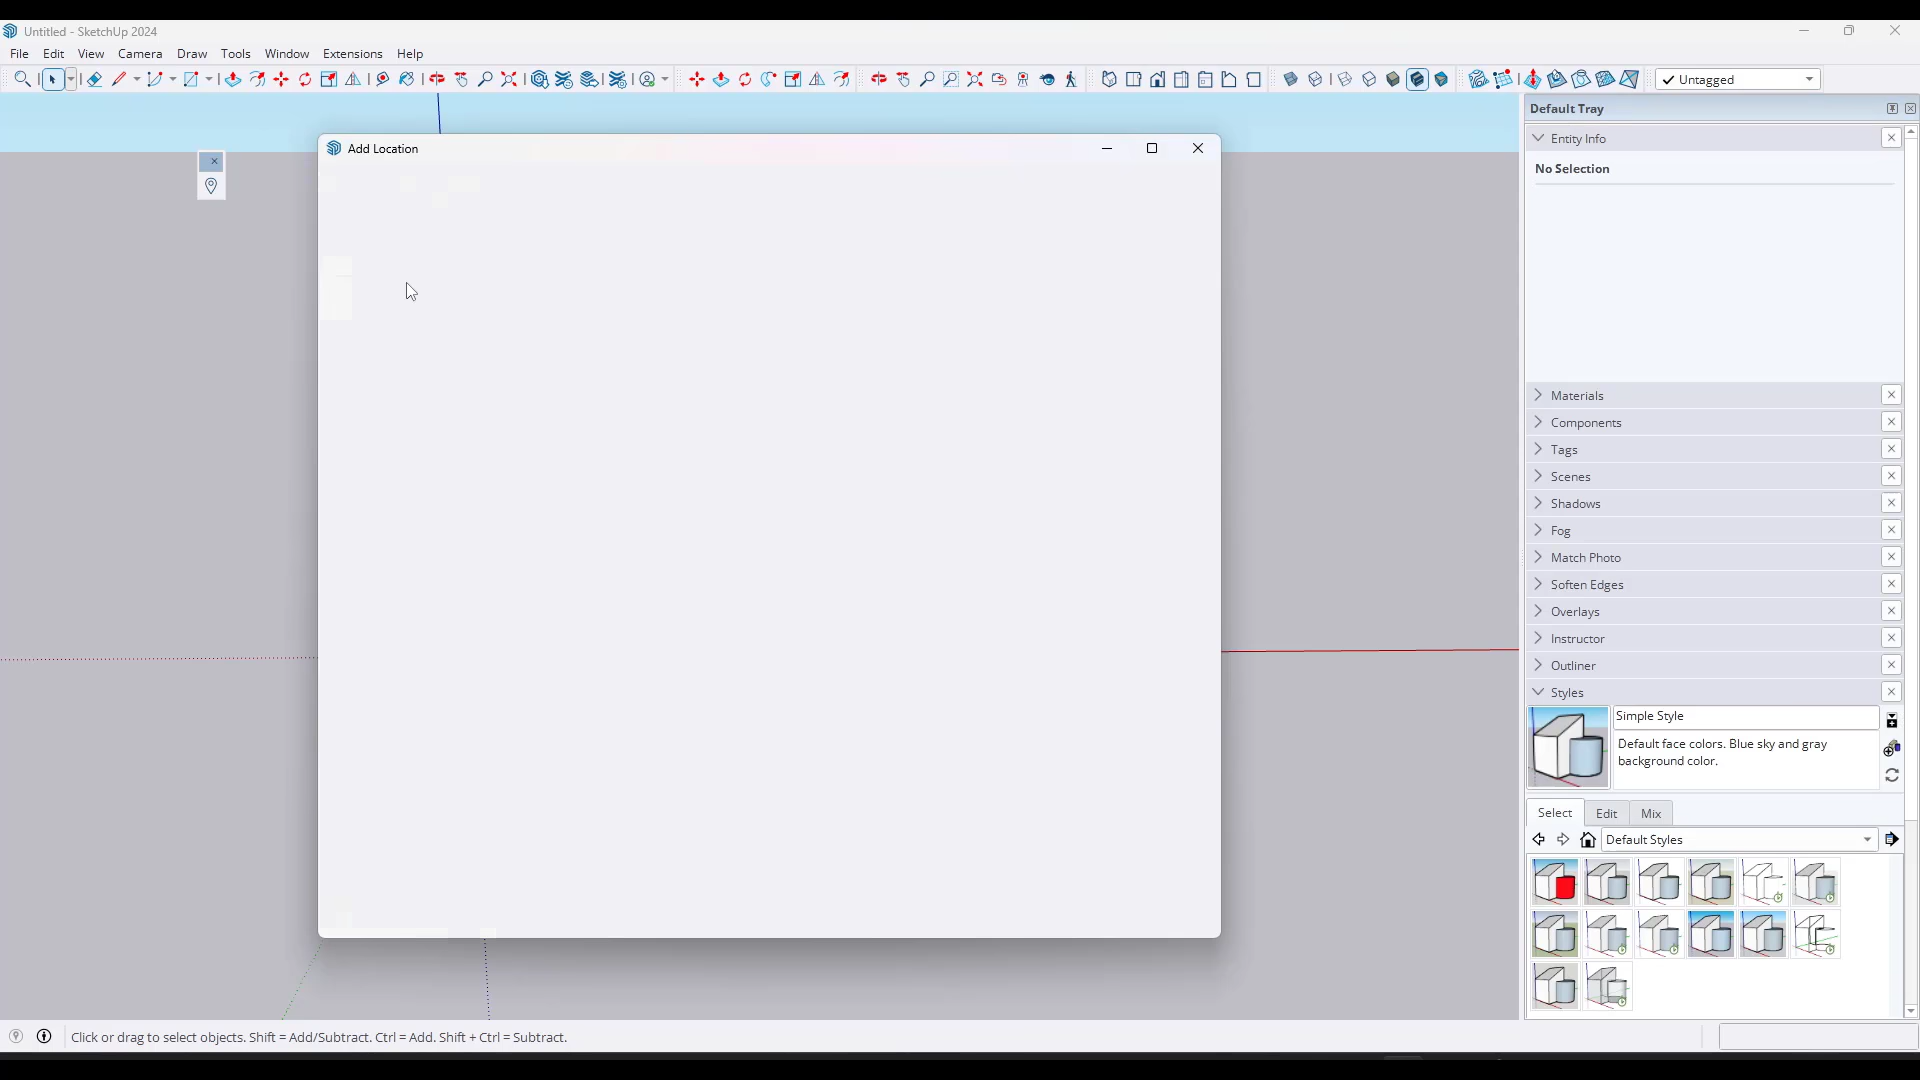 Untitled - SketchUp 2024
File Edit View Camera Draw Tools Window Extensions Help
Untagged
Default Tray
Entity Info
No Selection
Add Location
Materials
Components
Tags
Scenes
Shadows
Fog
Match Photo
Soften Edges
Overlays
Instructor
Outliner
Styles
Simple Style
Default face colors. Blue sky and gray
background color.
Select Edit Mix
Default Styles
Click or drag to select objects. Shift = Add/Subtract. Ctrl = Add. Shift + Ctrl = Subtract.